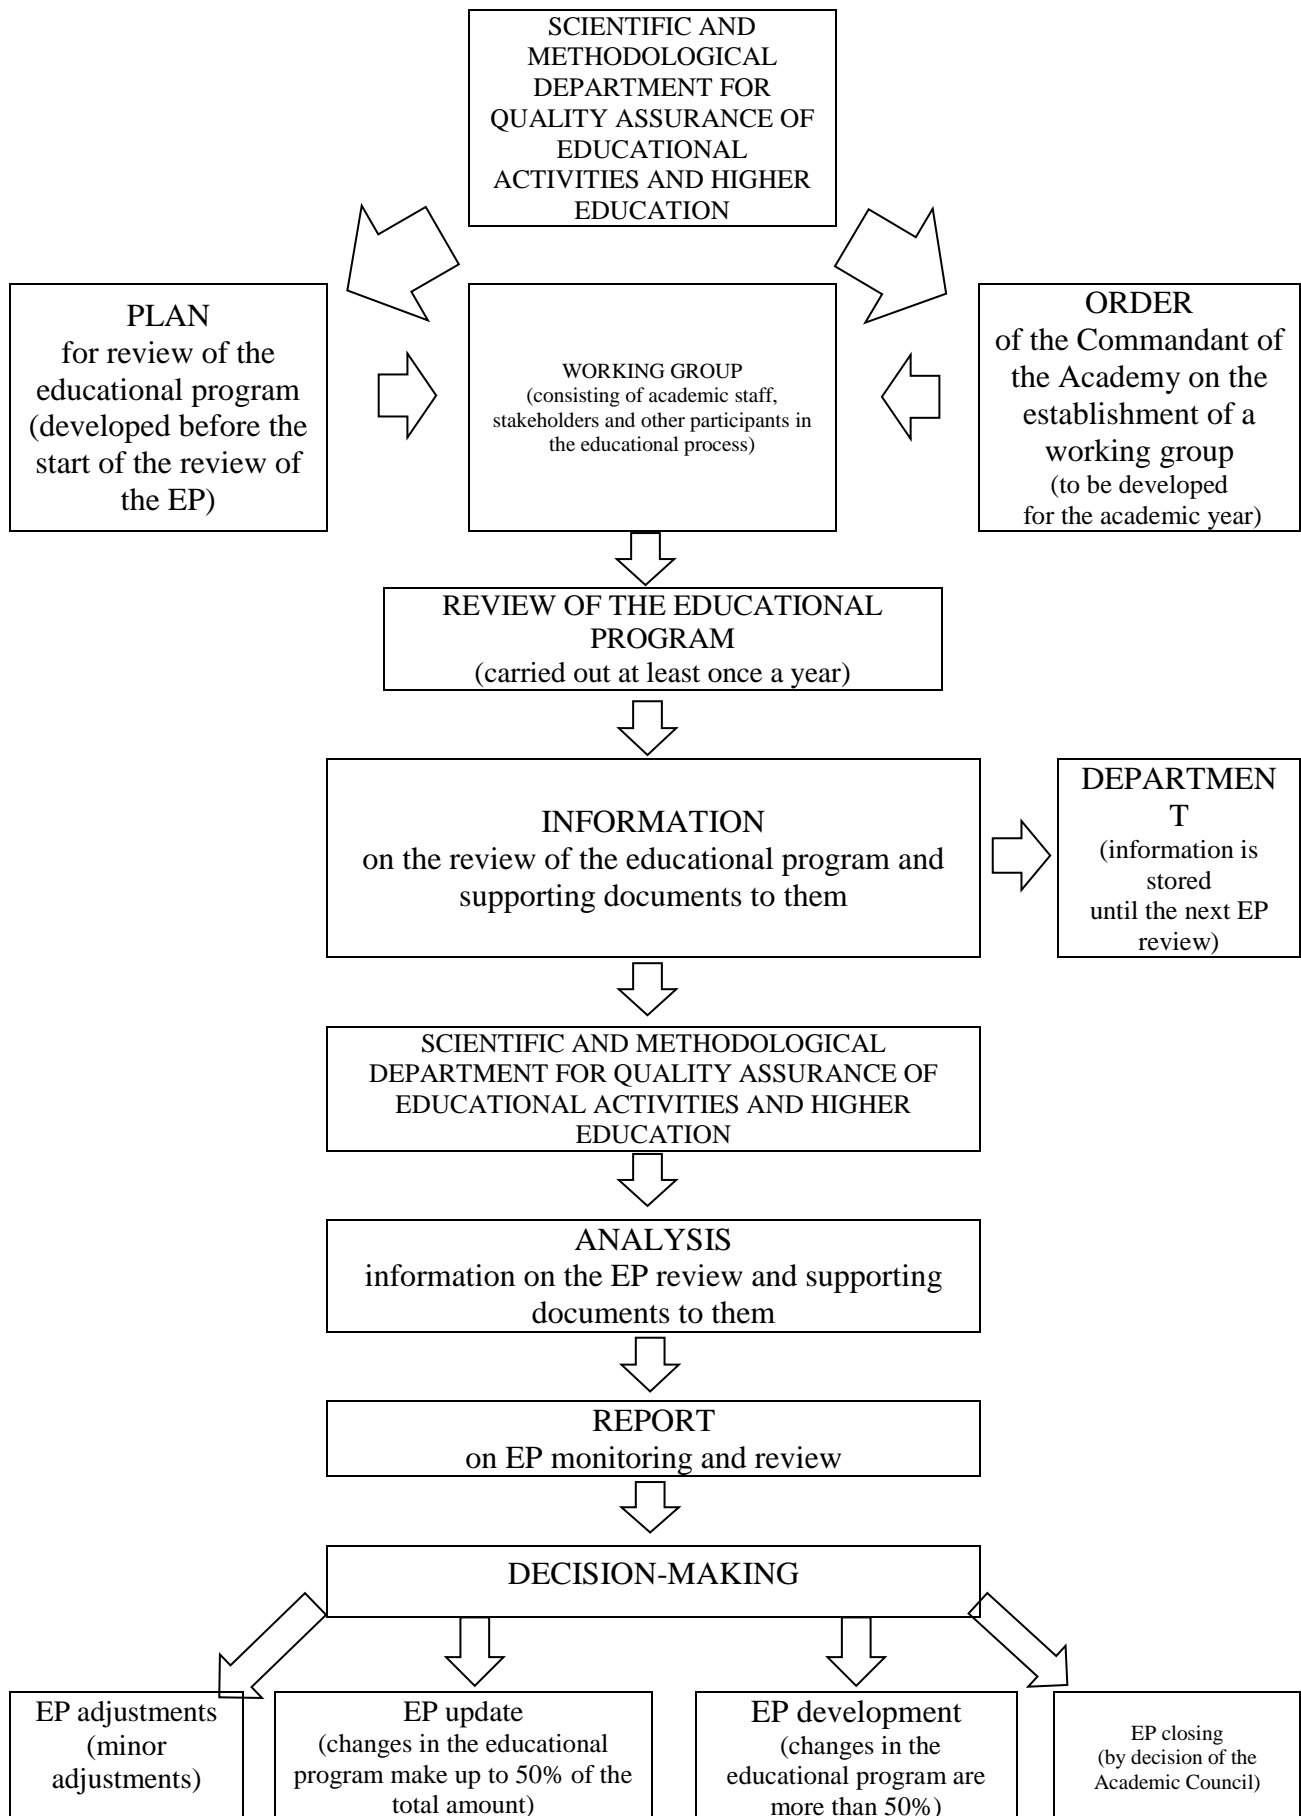 SCIENTIFIC AND
METHODOLOGICAL
DEPARTMENT FOR
QUALITY ASSURANCE OF
EDUCATIONAL
ACTIVITIES AND HIGHER
EDUCATION
PLAN
for review of the
educational program
(developed before the
start of the review of
the EP)
WORKING GROUP
(consisting of academic staff,
stakeholders and other participants in
the educational process)
ORDER
of the Commandant of
the Academy on the
establishment of a
working group
(to be developed
for the academic year)
REVIEW OF THE EDUCATIONAL
PROGRAM
(carried out at least once a year)
INFORMATION
on the review of the educational program and
supporting documents to them
DEPARTMEN
T
(information is
stored
until the next EP
review)
SCIENTIFIC AND METHODOLOGICAL
DEPARTMENT FOR QUALITY ASSURANCE OF
EDUCATIONAL ACTIVITIES AND HIGHER
EDUCATION
ANALYSIS
information on the EP review and supporting
documents to them
REPORT
on EP monitoring and review
DECISION-MAKING
EP adjustments
(minor
adjustments)
EP update
(changes in the educational
program make up to 50% of the
total amount)
EP development
(changes in the
educational program are
more than 50%)
EP closing
(by decision of the
Academic Council)